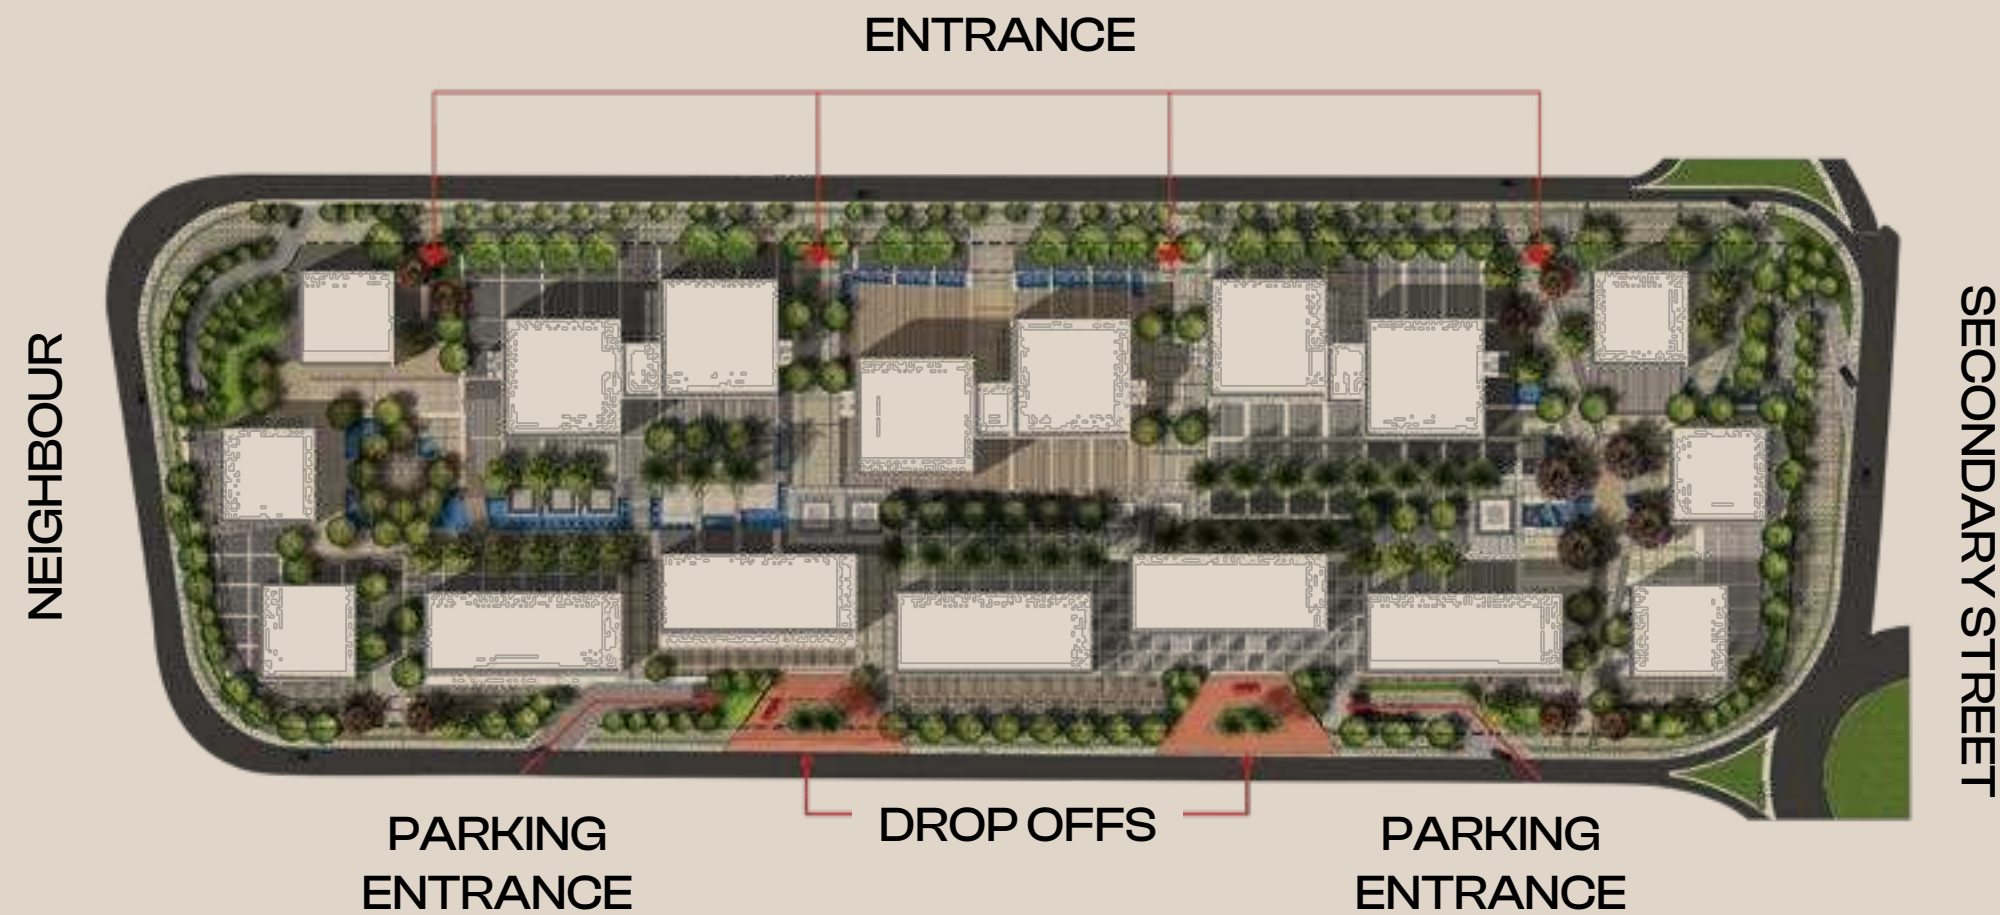 ENTRANCE
NEIGHBOUR
SECONDARY STREET
DROP OFFS
PARKING
ENTRANCE
PARKING
ENTRANCE